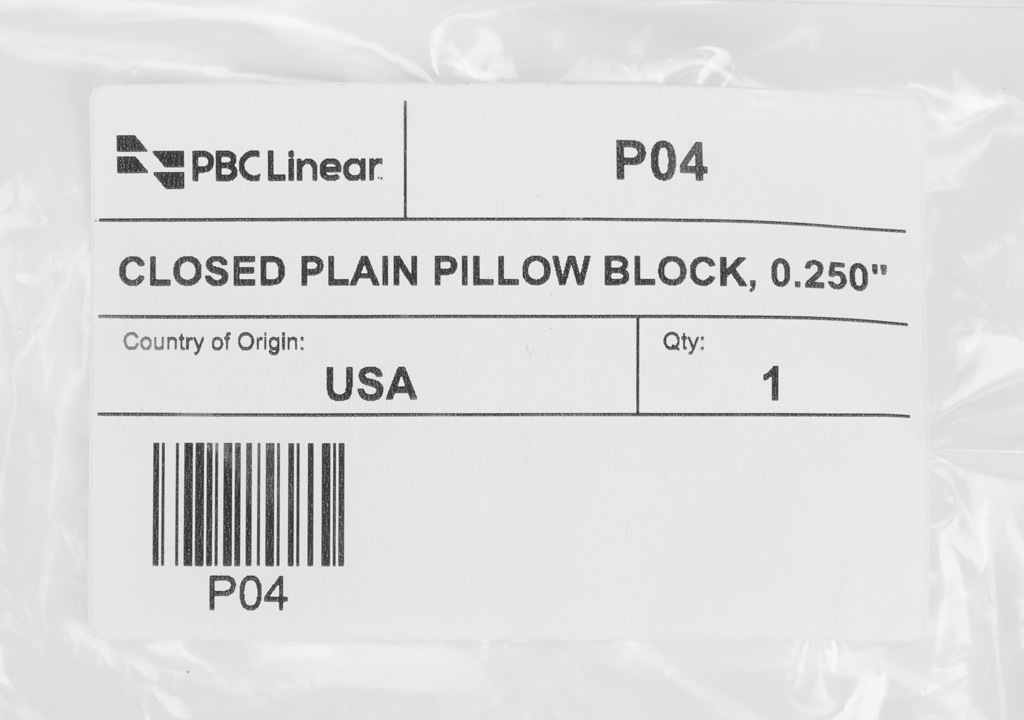 PBC Linear
P04
CLOSED PLAIN PILLOW BLOCK, 0.250"
Country of Origin:
USA
Qty:
1
P04